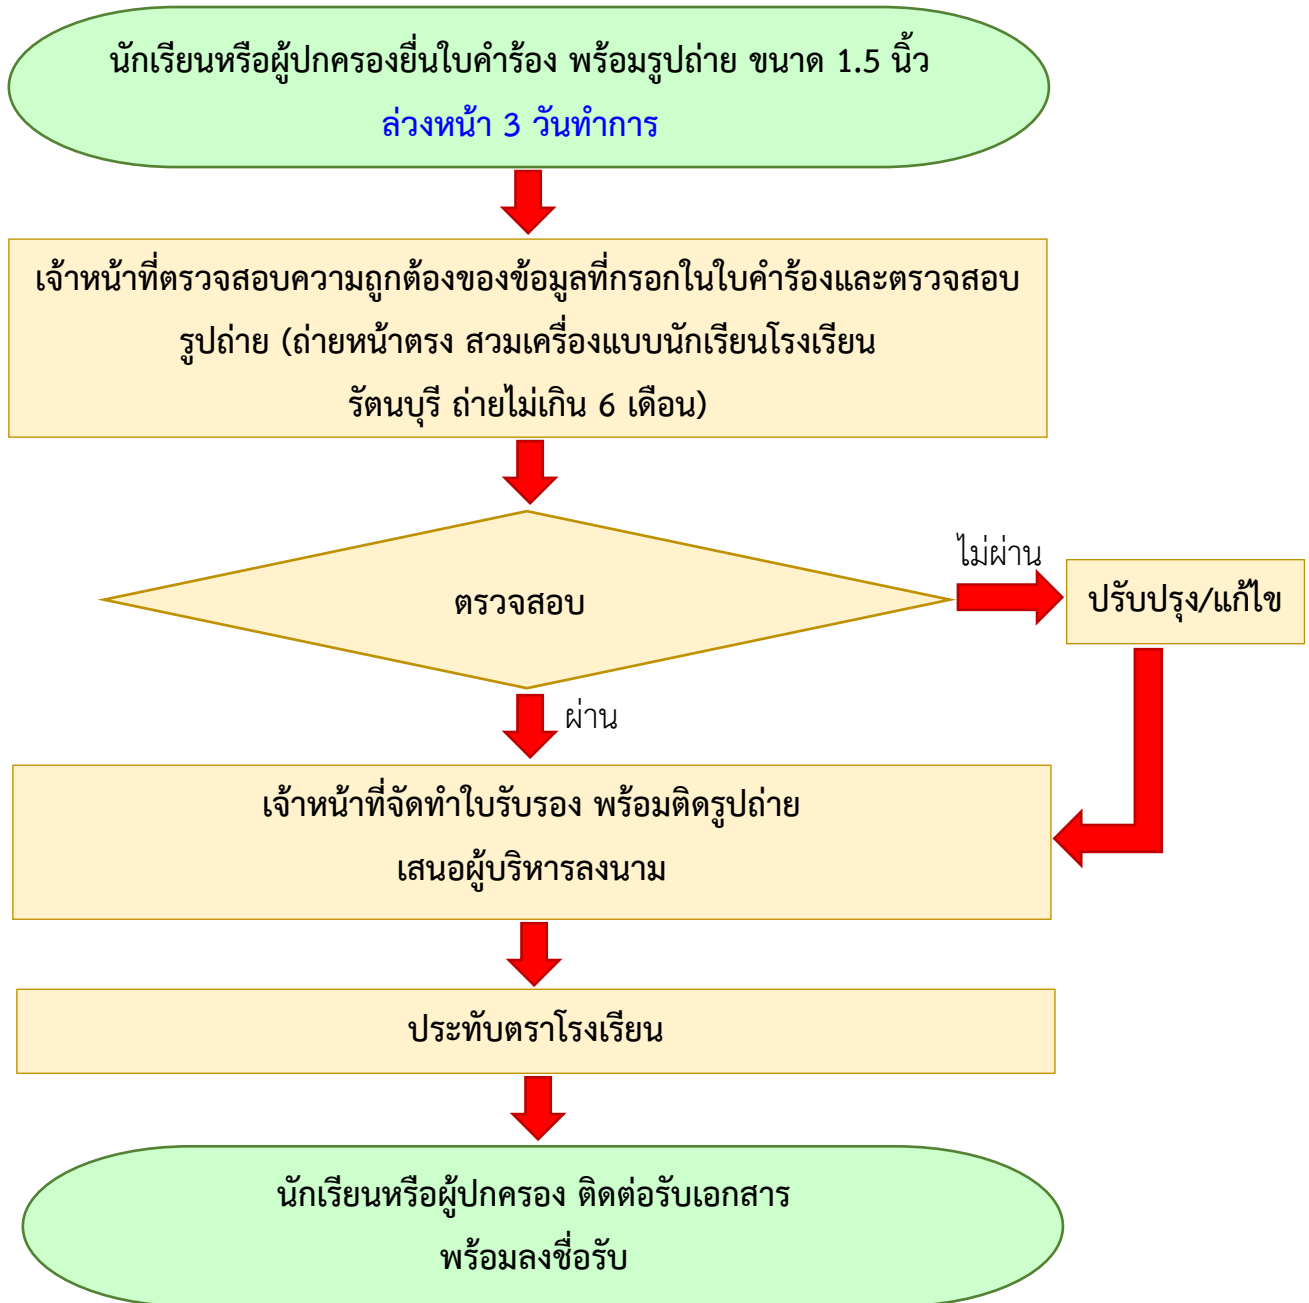 นักเรียนหรือผู้ปกครองยื่นใบคำร้อง พร้อมรูปถ่าย ขนาด 1.5 นิ้ว
ล่วงหน้า 3 วันทำการ
เจ้าหน้าที่ตรวจสอบความถูกต้องของข้อมูลที่กรอกในใบคำร้องและตรวจสอบ
รูปถ่าย (ถ่ายหน้าตรง สวมเครื่องแบบนักเรียนโรงเรียน
รัตนบุรี ถ่ายไม่เกิน 6 เดือน)
ตรวจสอบ
ไม่ผ่าน
ปรับปรุง/แก้ไข
ผ่าน
เจ้าหน้าที่จัดทำใบรับรอง พร้อมติดรูปถ่าย
เสนอผู้บริหารลงนาม
ประทับตราโรงเรียน
นักเรียนหรือผู้ปกครอง ติดต่อรับเอกสาร
พร้อมลงชื่อรับ